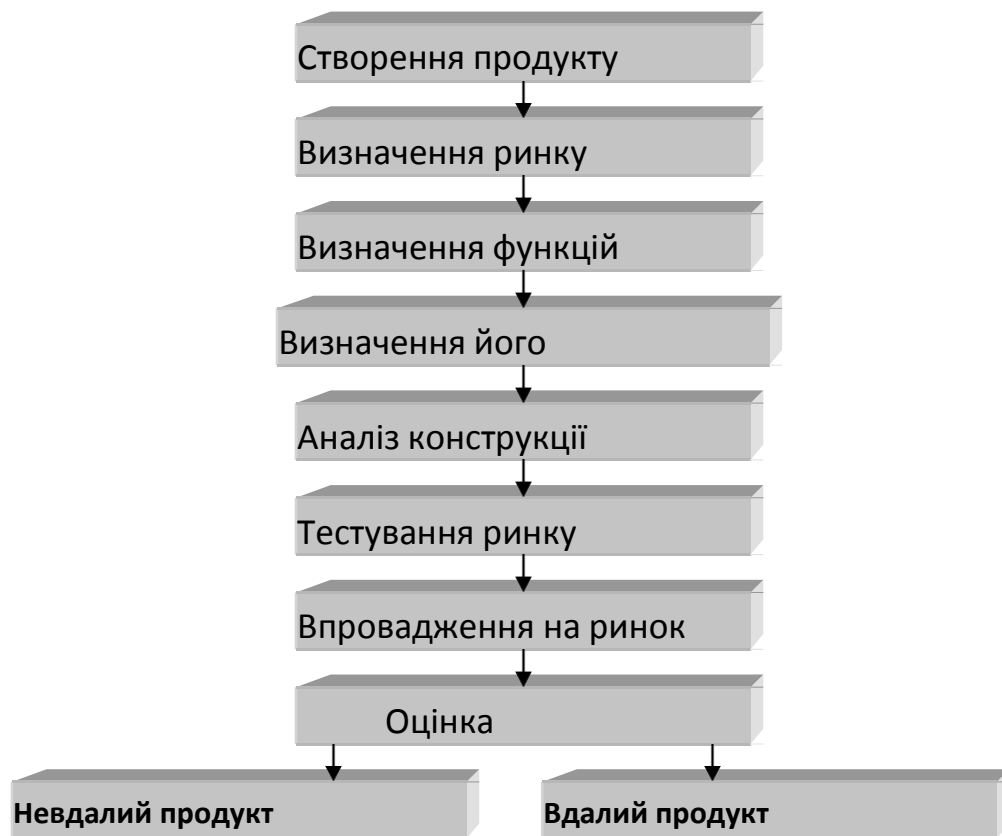 Створення продукту
Визначення ринку
Визначення функцій
Визначення його
Аналіз конструкції
Тестування ринку
Впровадження на ринок
Оцінка
Невдалий продукт
Вдалий продукт